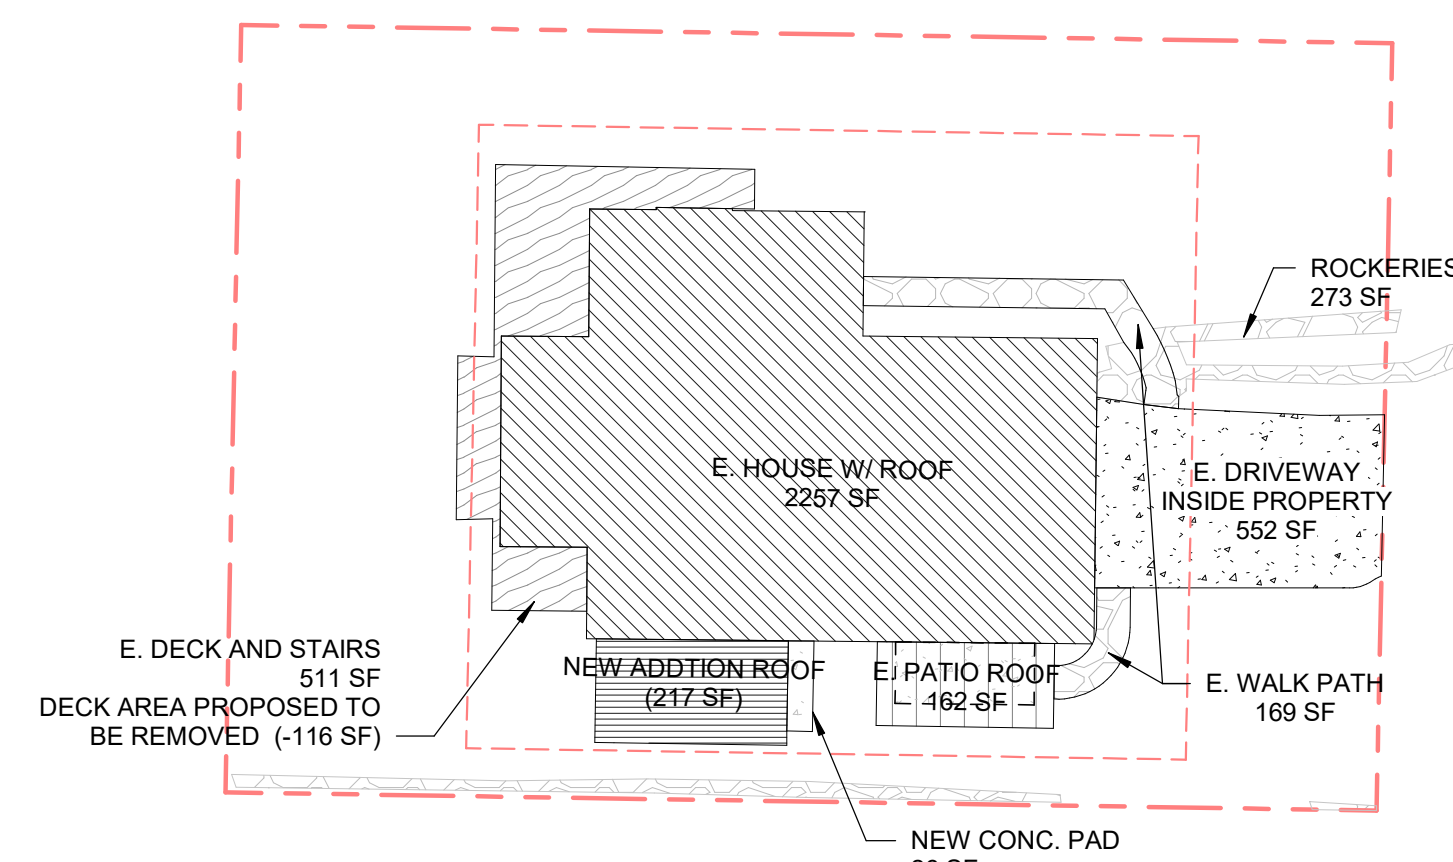 ROCKERIES
273 SF
E. HOUSE W/ ROOF
2257 SF
E. DRIVEWAY
INSIDE PROPERTY
552 SF
E. DECK AND STAIRS
511 SF
DECK AREA PROPOSED TO
BE REMOVED (-116 SF)
NEW ADDTION ROOF
(217 SF)
E. PATIO ROOF
162 SF
E. WALK PATH
169 SF
NEW CONC. PAD
SF